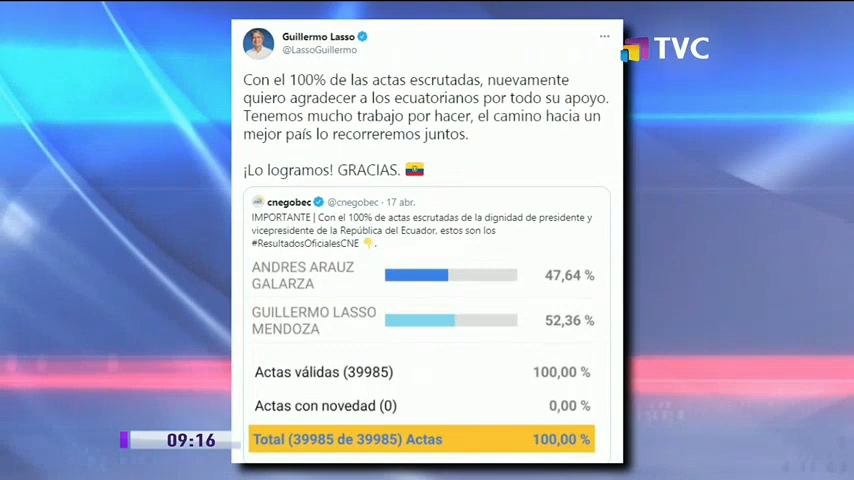 Guillermo Lasso
@LassoGuillermo
TVC
Con el 100% de las actas escrutadas, nuevamente
quiero agradecer a los ecuatorianos por todo su apoyo.
Tenemos mucho trabajo por hacer, el camino hacia un
mejor país lo recorreremos juntos.
¡Lo logramos! GRACIAS. 🇪🇨
cnegobec @cnegobec · 17 abr.
IMPORTANTE | Con el 100% de actas escrutadas de la dignidad de presidente y
vicepresidente de la República del Ecuador, estos son los
#ResultadosOficialesCNE 👇.
ANDRES ARAUZ
GALARZA
47,64 %
GUILLERMO LASSO
MENDOZA
52,36 %
Actas válidas (39985) 100,00 %
Actas con novedad (0) 0,00 %
Total (39985 de 39985) Actas 100,00 %
09:16